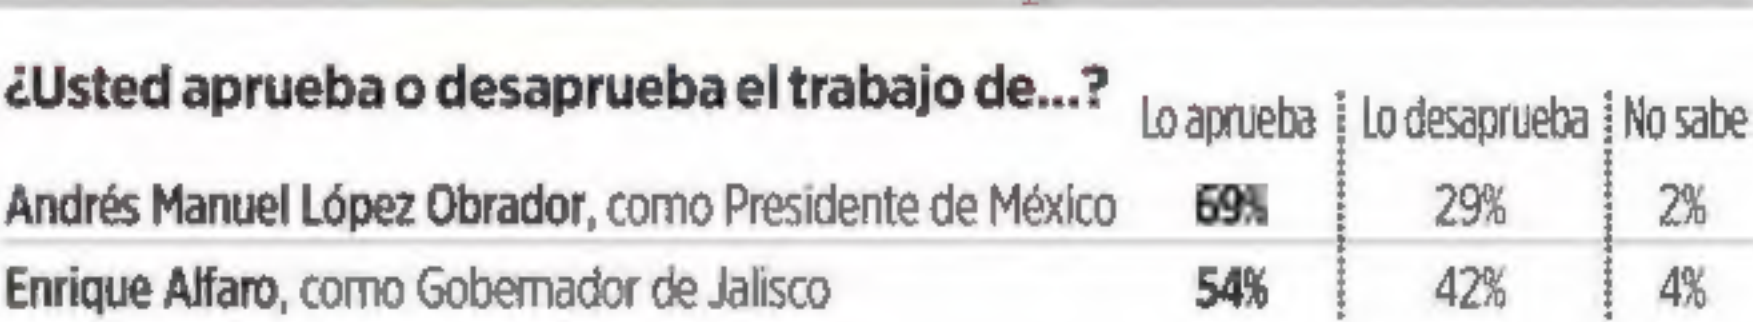 ¿Usted aprueba o desaprueba el trabajo de...?
Lo aprueba Lo desaprueba No sabe
Andrés Manuel López Obrador, como Presidente de México 69% 29% 2%
Enrique Alfaro, como Gobernador de Jalisco 54% 42% 4%